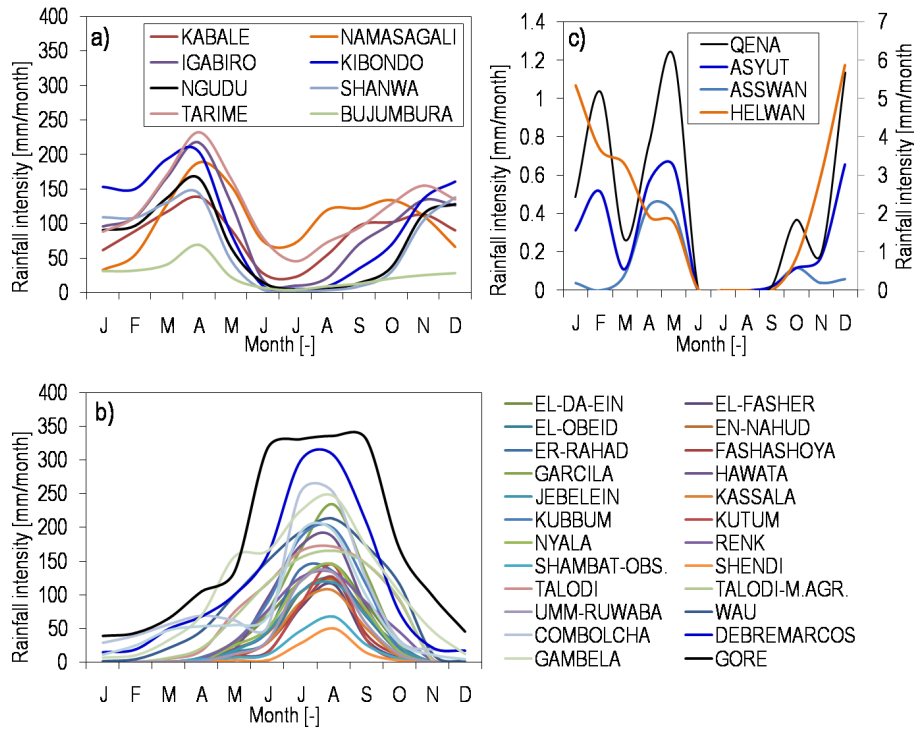 a)
Rainfall intensity [mm/month]
400
350
300
250
200
150
100
50
0
KABALE NAMASAGALI
IGABIRO KIBONDO
NGUDU SHANWA
TARIME BUJUMBURA
J F M A M J J A S O N D
Month [-]
c)
Rainfall intensity [mm/month]
1.4
1.2
1
0.8
0.6
0.4
0.2
0
QENA
ASYUT
ASSWAN
HELWAN
7
6
5
4
3
2
1
0
Rainfall intensity [mm/month]
J F M A M J J A S O N D
Month [-]
b)
Rainfall intensity [mm/month]
400
350
300
250
200
150
100
50
0
J F M A M J J A S O N D
Month [-]
EL-DA-EIN EL-FASHER
EL-OBEID EN-NAHUD
ER-RAHAD FASHASHOYA
GARCILA HAWATA
JEBELEIN KASSALA
KUBBUM KUTUM
NYALA RENK
SHAMBAT-OBS. SHENDI
TALODI TALODI-M.AGR.
UMM-RUWABA WAU
COMBOLCHA DEBREMARCOS
GAMBELA GORE